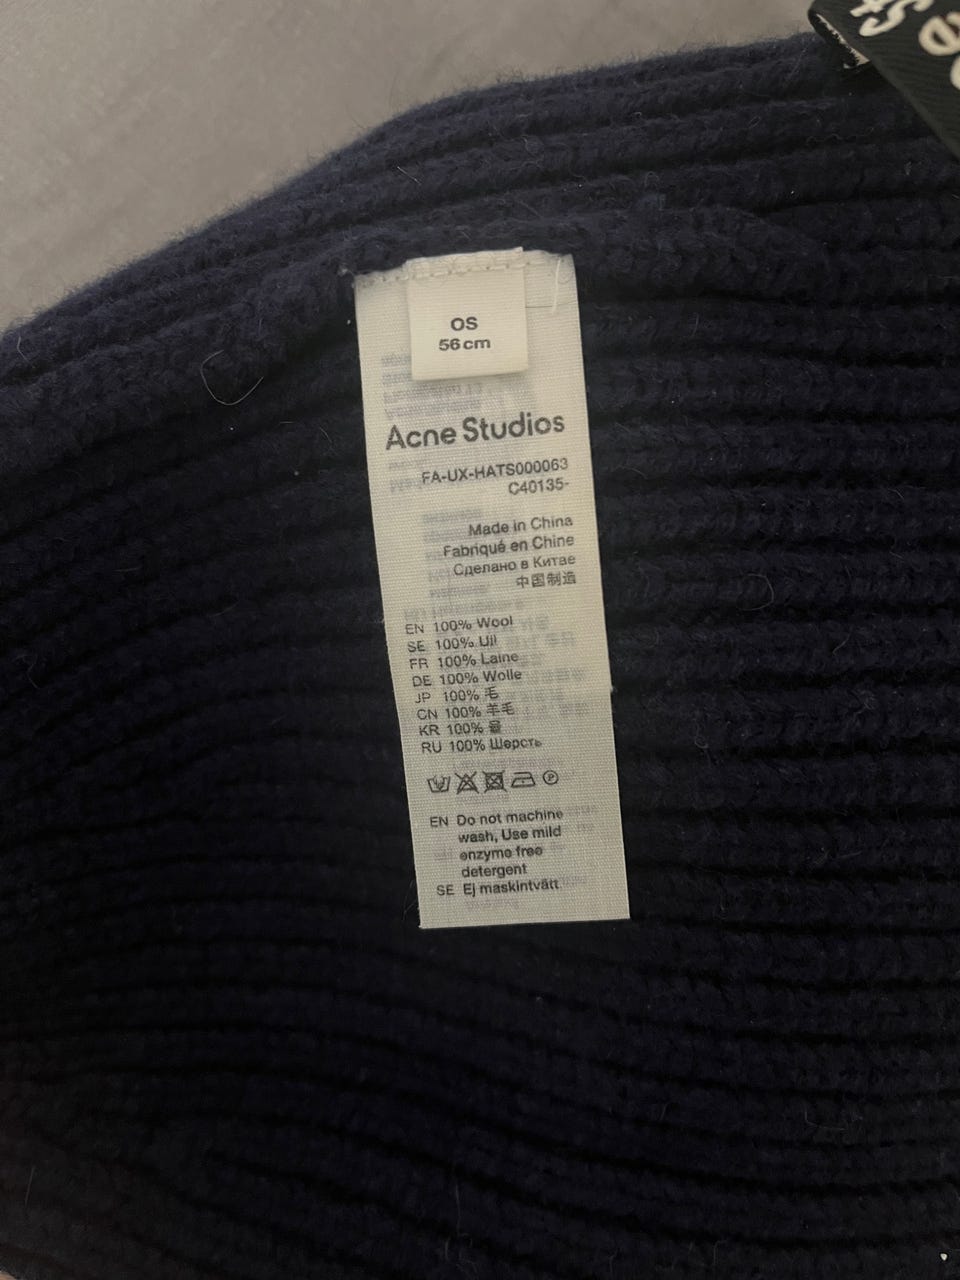 OS
56 cm
Acne Studios
FA-UX-HATS000063
C40135-
Made in China
Fabriqué en Chine
Сделано в Китае
中国制造
EN 100% Wool
SE 100% Ull
FR 100% Laine
DE 100% Wolle
JP 100% 毛
CN 100% 羊毛
KR 100% 울
RU 100% Шерсть
P
EN Do not machine
wash, Use mild
enzyme free
detergent
SE Ej maskintvätt